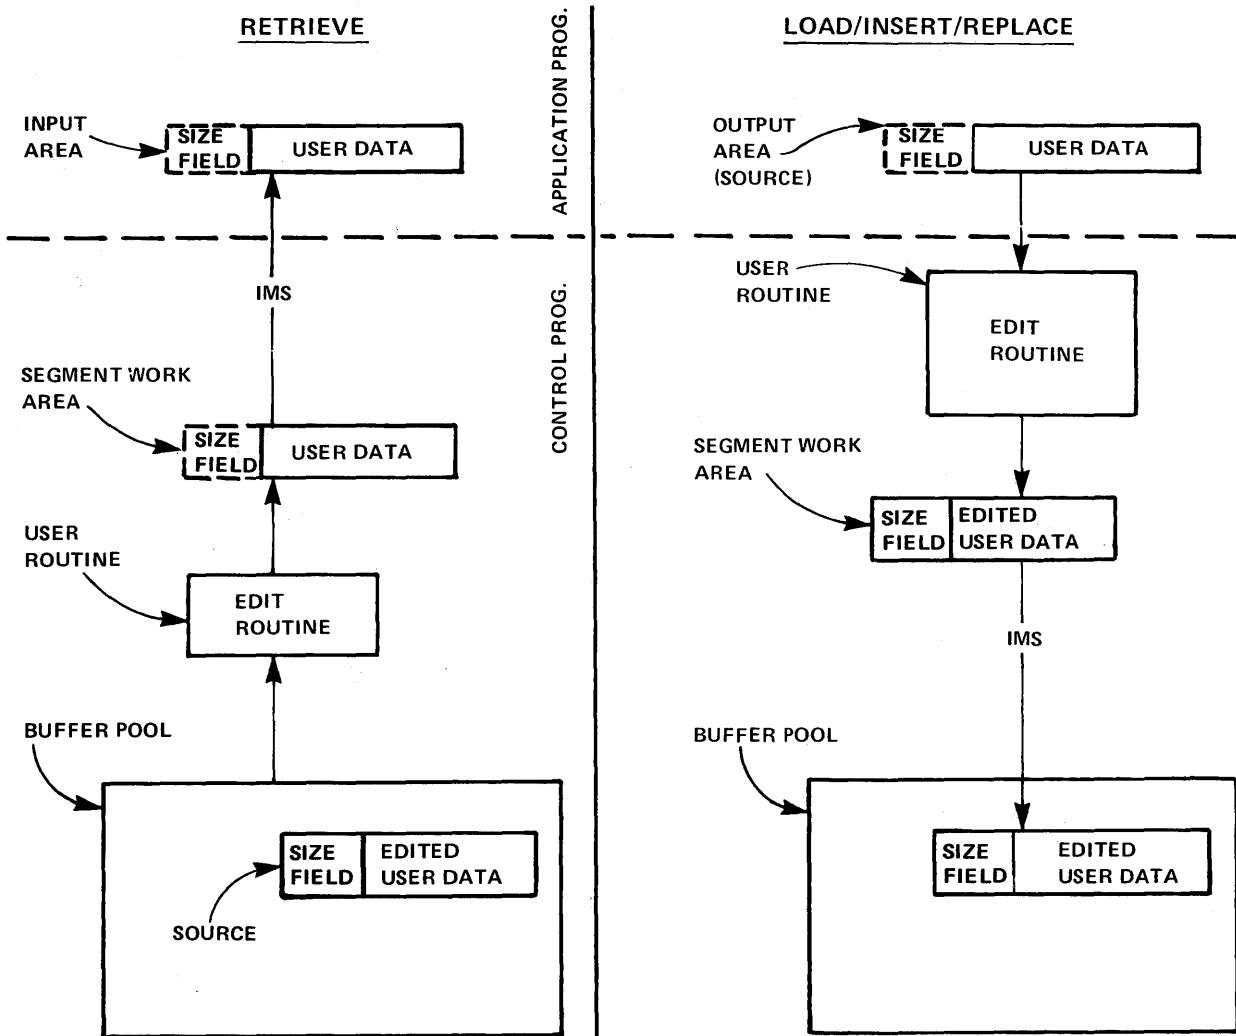 RETRIEVE
APPLICATION PROG.
INPUT
AREA
SIZE
FIELD
USER DATA
IMS
CONTROL PROG.
SEGMENT WORK
AREA
SIZE
FIELD
USER DATA
USER
ROUTINE
EDIT
ROUTINE
BUFFER POOL
SIZE
FIELD
EDITED
USER DATA
SOURCE
LOAD/INSERT/REPLACE
OUTPUT
AREA
(SOURCE)
SIZE
FIELD
USER DATA
USER
ROUTINE
EDIT
ROUTINE
SEGMENT WORK
AREA
SIZE
FIELD
EDITED
USER DATA
IMS
BUFFER POOL
SIZE
FIELD
EDITED
USER DATA